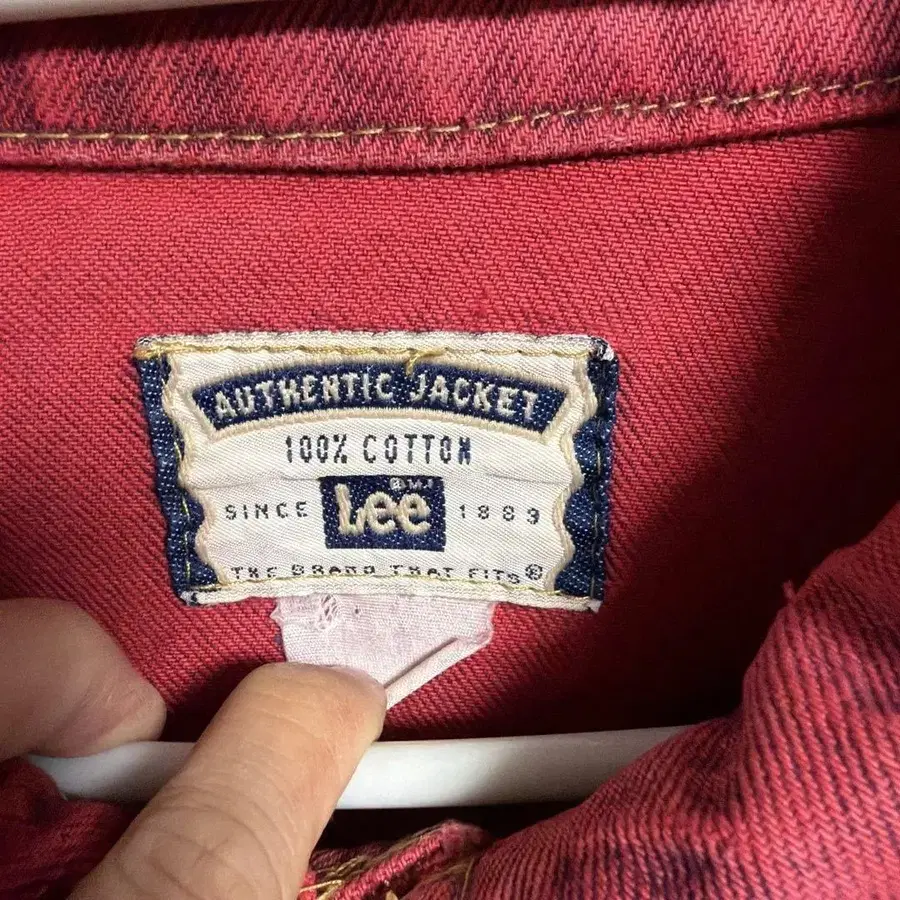 AUTHENTIC JACKET
100% COTTON
SINCE Lee ® M.J 1889
THE BRAND THAT FITS®